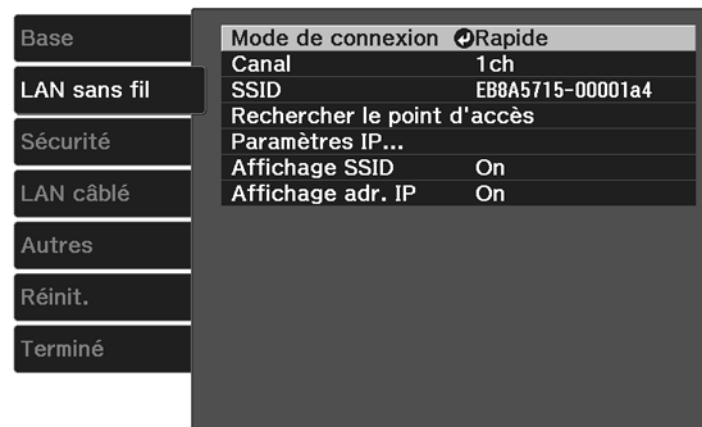 Base
LAN sans fil
Sécurité
LAN câblé
Autres
Réinit.
Terminé
Mode de connexion Rapide
Canal 1ch
SSID EB8A5715-00001a4
Rechercher le point d'accès
Paramètres IP...
Affichage SSID On
Affichage adr. IP On